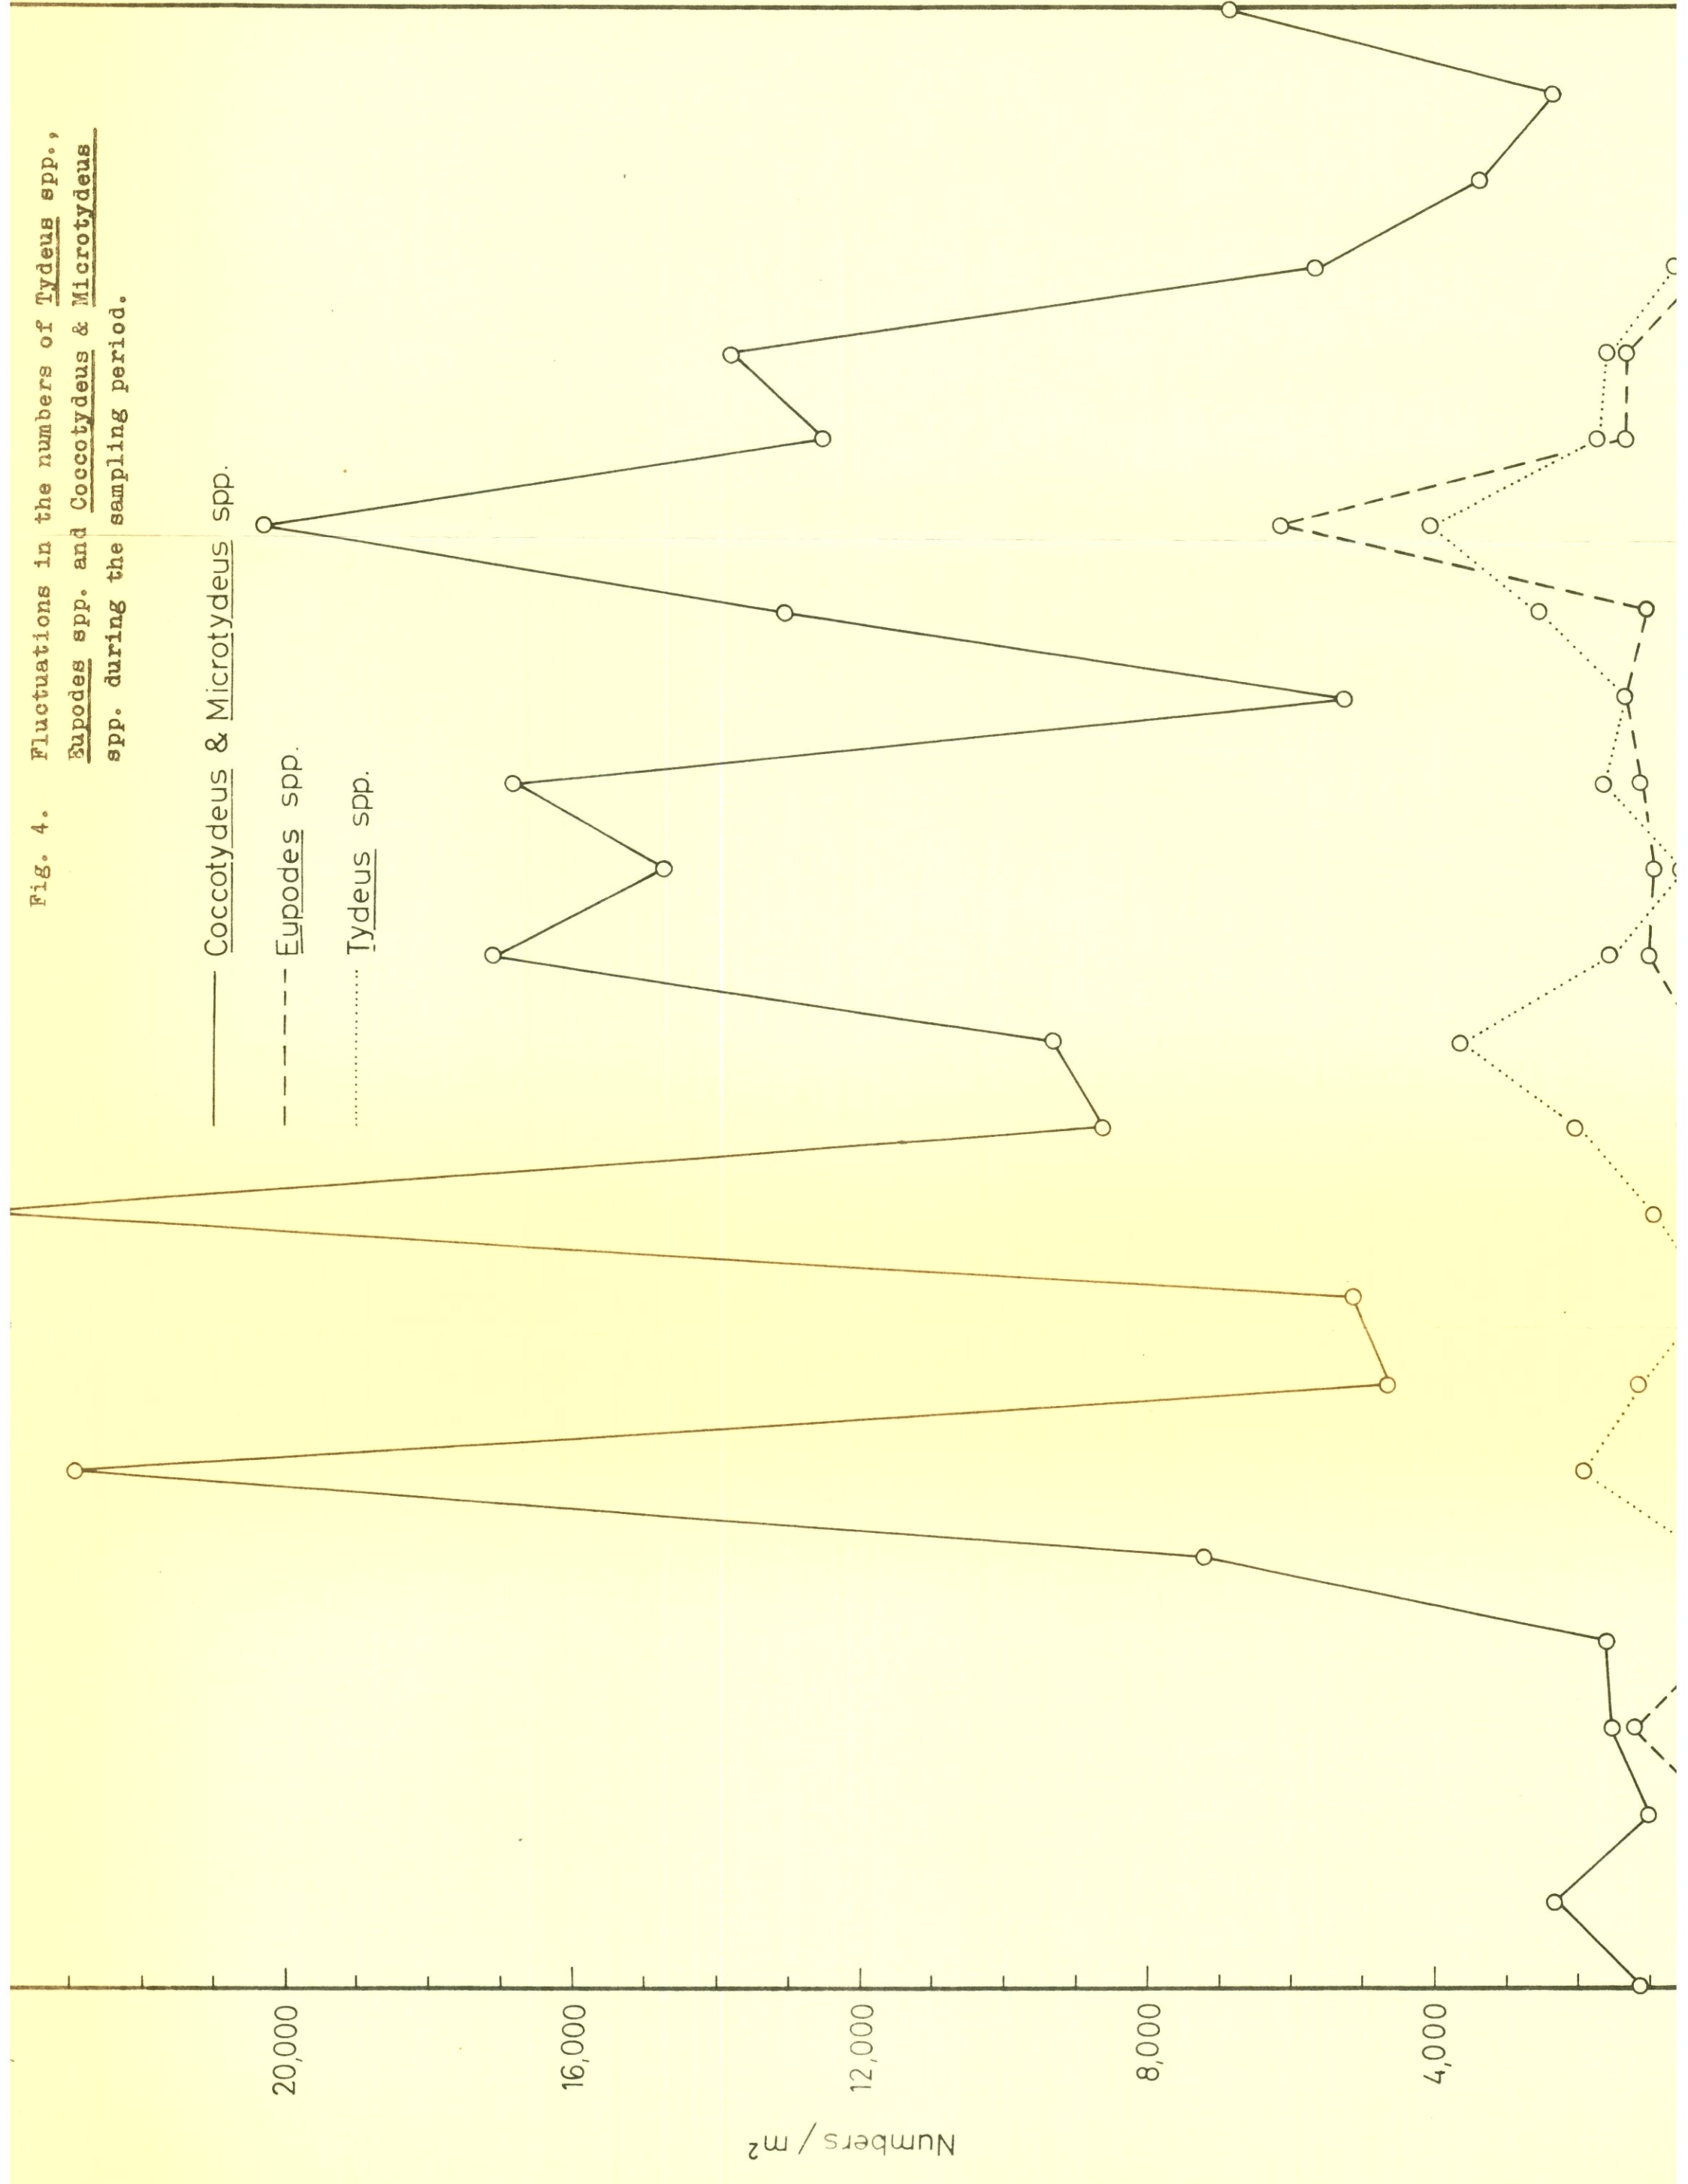 Fig. 4. Fluctuations in the numbers of Tydeus spp.,
Eupodes spp. and Coccotydeus & Microtydeus
spp. during the sampling period.
Coccotydeus & Microtydeus spp.
Eupodes spp.
Tydeus spp.
20,000
16,000
12,000
8,000
4,000
Numbers / m²